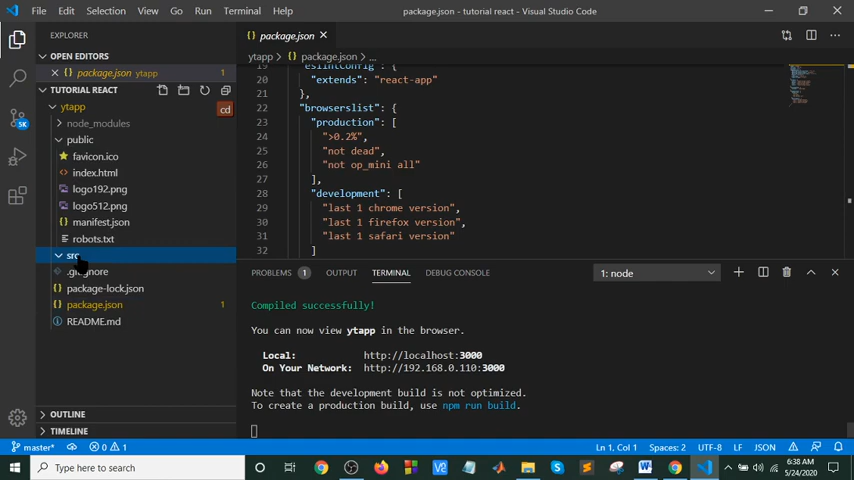 File Edit Selection View Go Run Terminal Help
package.json - tutorial react - Visual Studio Code
EXPLORER
OPEN EDITORS
{} package.json ytapp 1
TUTORIAL REACT
ytapp
cd
node_modules
public
favicon.ico
<> index.html
logo192.png
logo512.png
{} manifest.json
robots.txt
src
.gitignore
{} package-lock.json
{} package.json 1
README.md
OUTLINE
TIMELINE
5K
{} package.json
ytapp > {} package.json > ...
19 "eslintConfig": {
20 "extends": "react-app"
21 },
22 "browserslist": {
23 "production": [
24 ">0.2%",
25 "not dead",
26 "not op_mini all"
27 ],
28 "development": [
29 "last 1 chrome version",
30 "last 1 firefox version",
31 "last 1 safari version"
32 ]
PROBLEMS 1 OUTPUT TERMINAL DEBUG CONSOLE 1: node
Compiled successfully!
You can now view ytapp in the browser.
Local: http://localhost:3000
On Your Network: http://192.168.0.110:3000
Note that the development build is not optimized.
To create a production build, use npm run build.
master* 0 1 Ln 1, Col 1 Spaces: 2 UTF-8 LF JSON
Type here to search
6:38 AM
5/24/2020